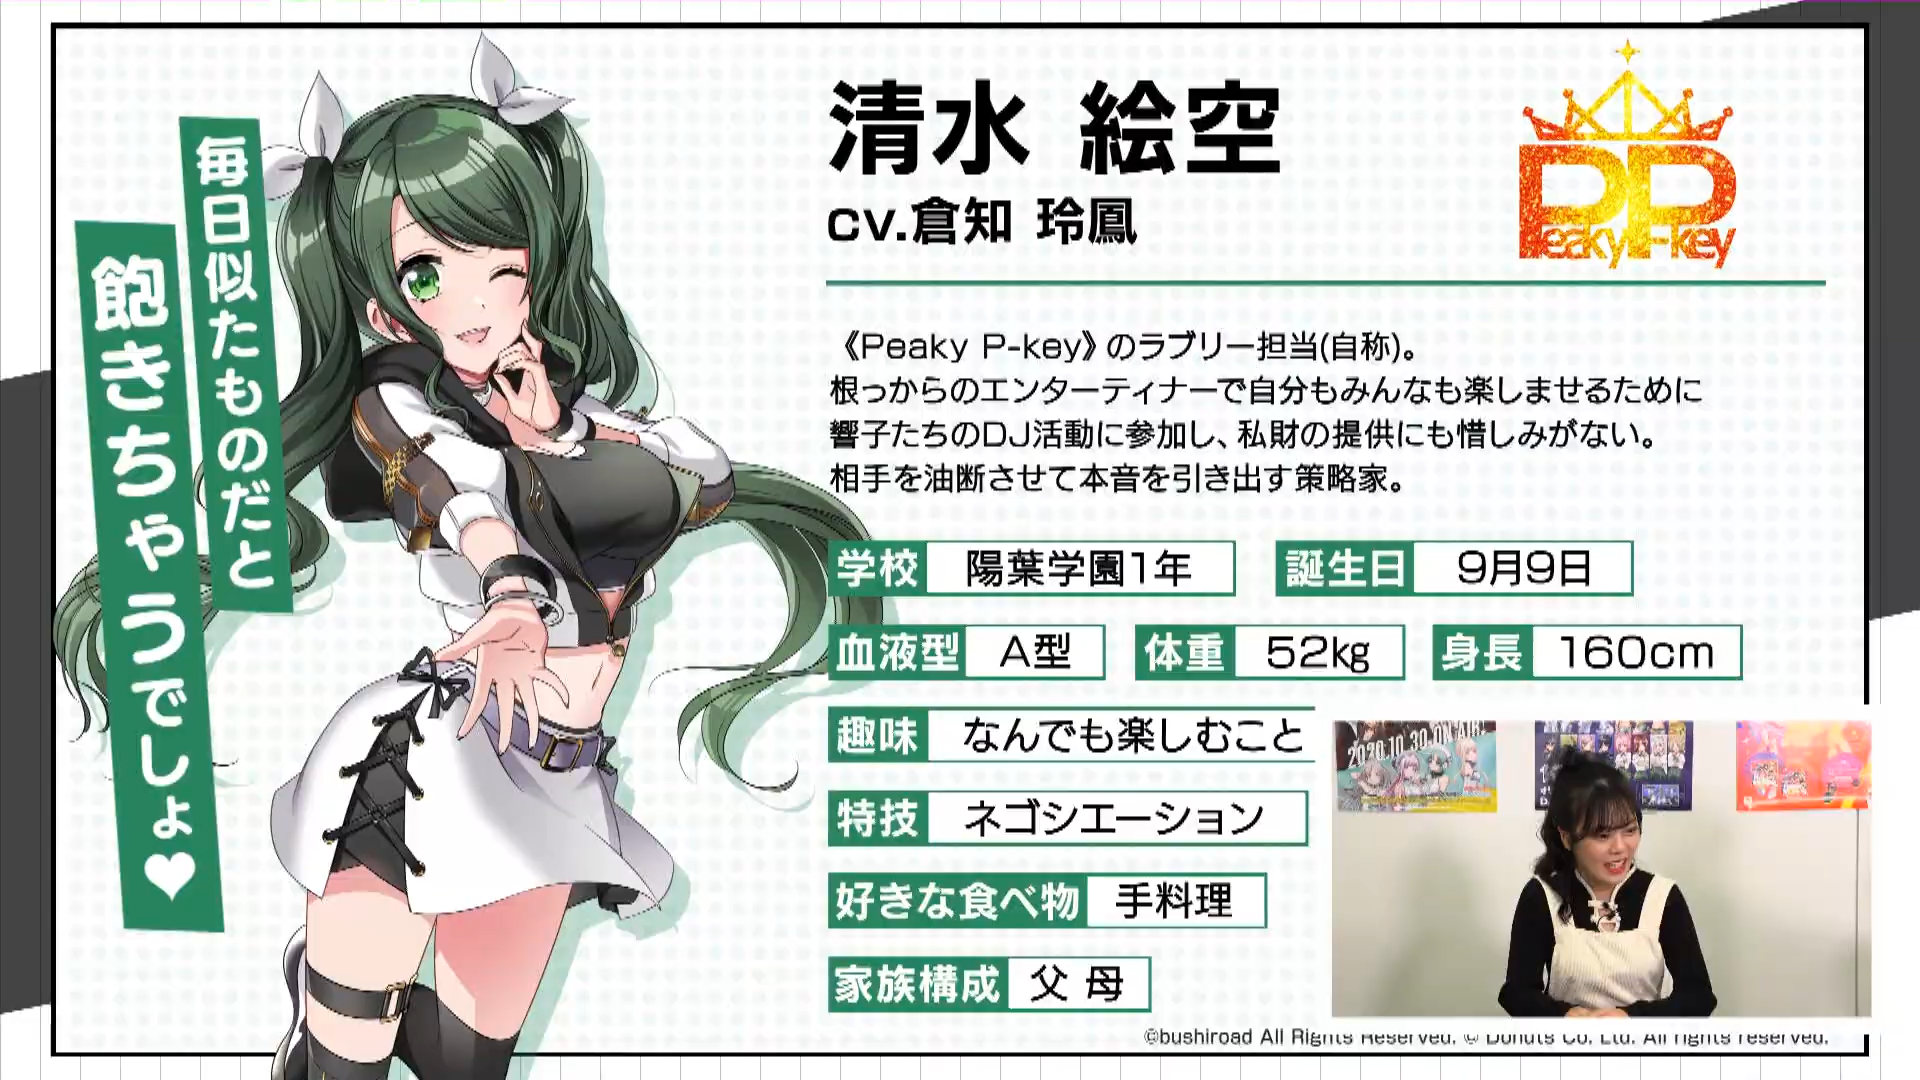 毎日似たものだと
飽きちゃうでしょ♥
清水 絵空
cv.倉知 玲鳳
Peaky P-key
《Peaky P-key》のラブリー担当(自称)。
根っからのエンターティナーで自分もみんなも楽しませるために
響子たちのDJ活動に参加し、私財の提供にも惜しみがない。
相手を油断させて本音を引き出す策略家。
学校 陽葉学園1年 誕生日 9月9日
血液型 A型 体重 52kg 身長 160cm
趣味 なんでも楽しむこと
特技 ネゴシエーション
好きな食べ物 手料理
家族構成 父 母
2020.10.30 ON AIR!
©bushiroad All Rights Reserved. © Donuts Co. Ltd. All rights reserved.